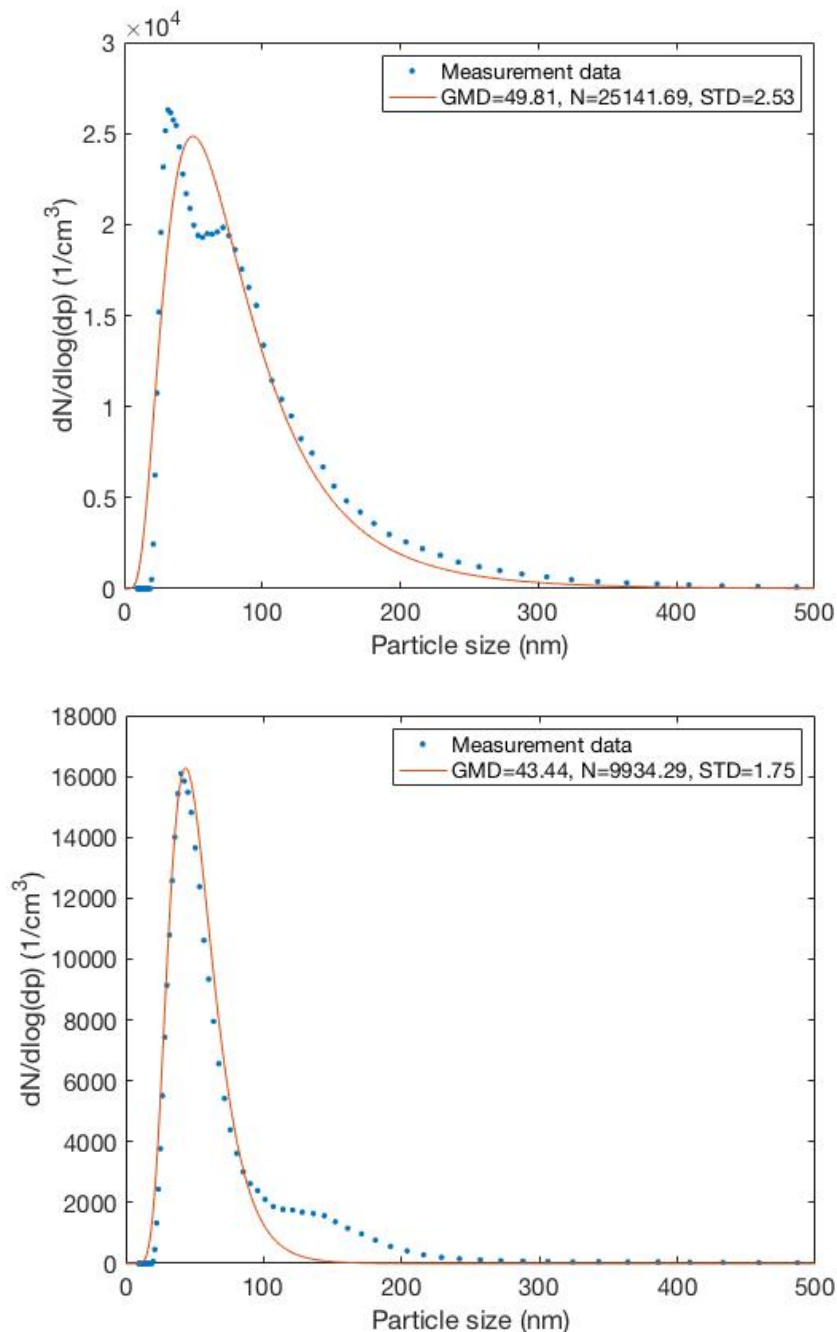 ×10^4
3
2.5
2
1.5
1
0.5
0
dN/dlog(dp) (1/cm^3)
Measurement data
GMD=49.81, N=25141.69, STD=2.53
0 100 200 300 400 500
Particle size (nm)
18000
16000
14000
12000
10000
8000
6000
4000
2000
0
dN/dlog(dp) (1/cm^3)
Measurement data
GMD=43.44, N=9934.29, STD=1.75
0 100 200 300 400 500
Particle size (nm)